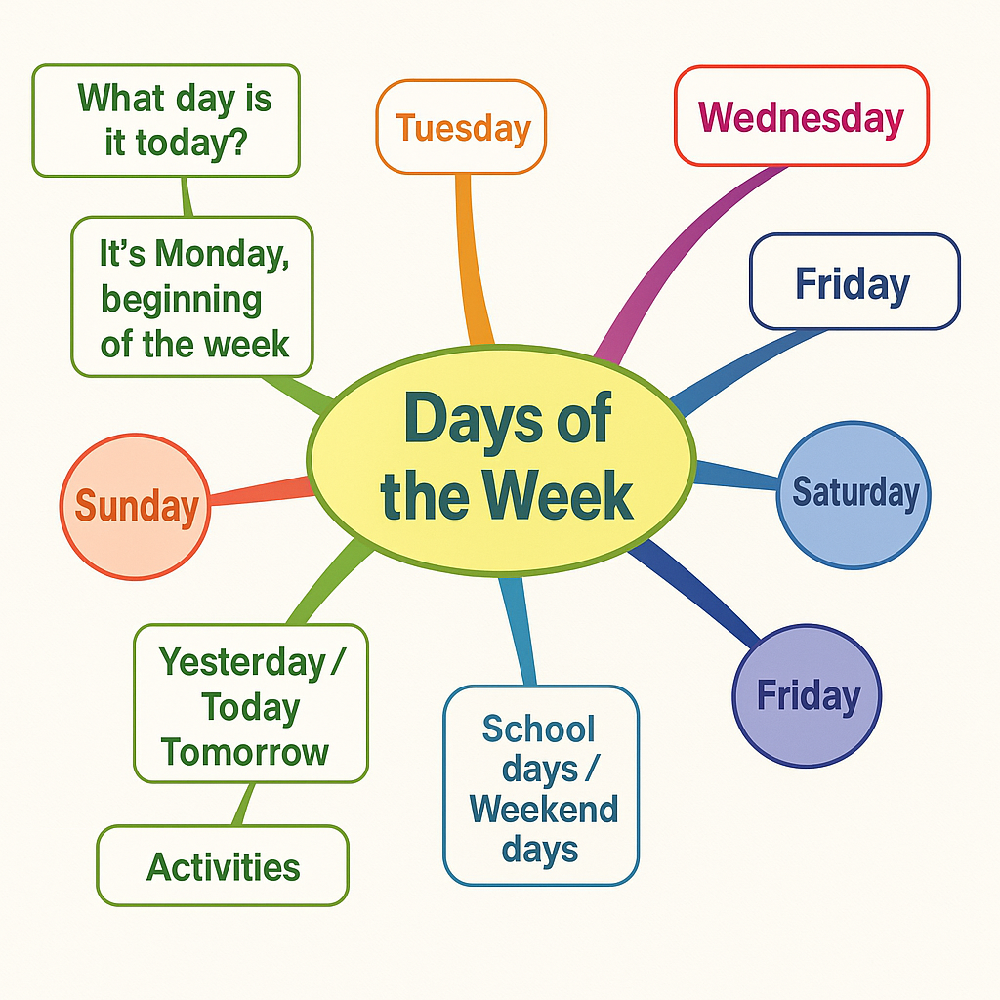 What day is
it today?
Tuesday
Wednesday
It's Monday,
beginning
of the week
Friday
Days of
the Week
Sunday
Saturday
Yesterday /
Today
Tomorrow
Friday
School
days /
Weekend
days
Activities